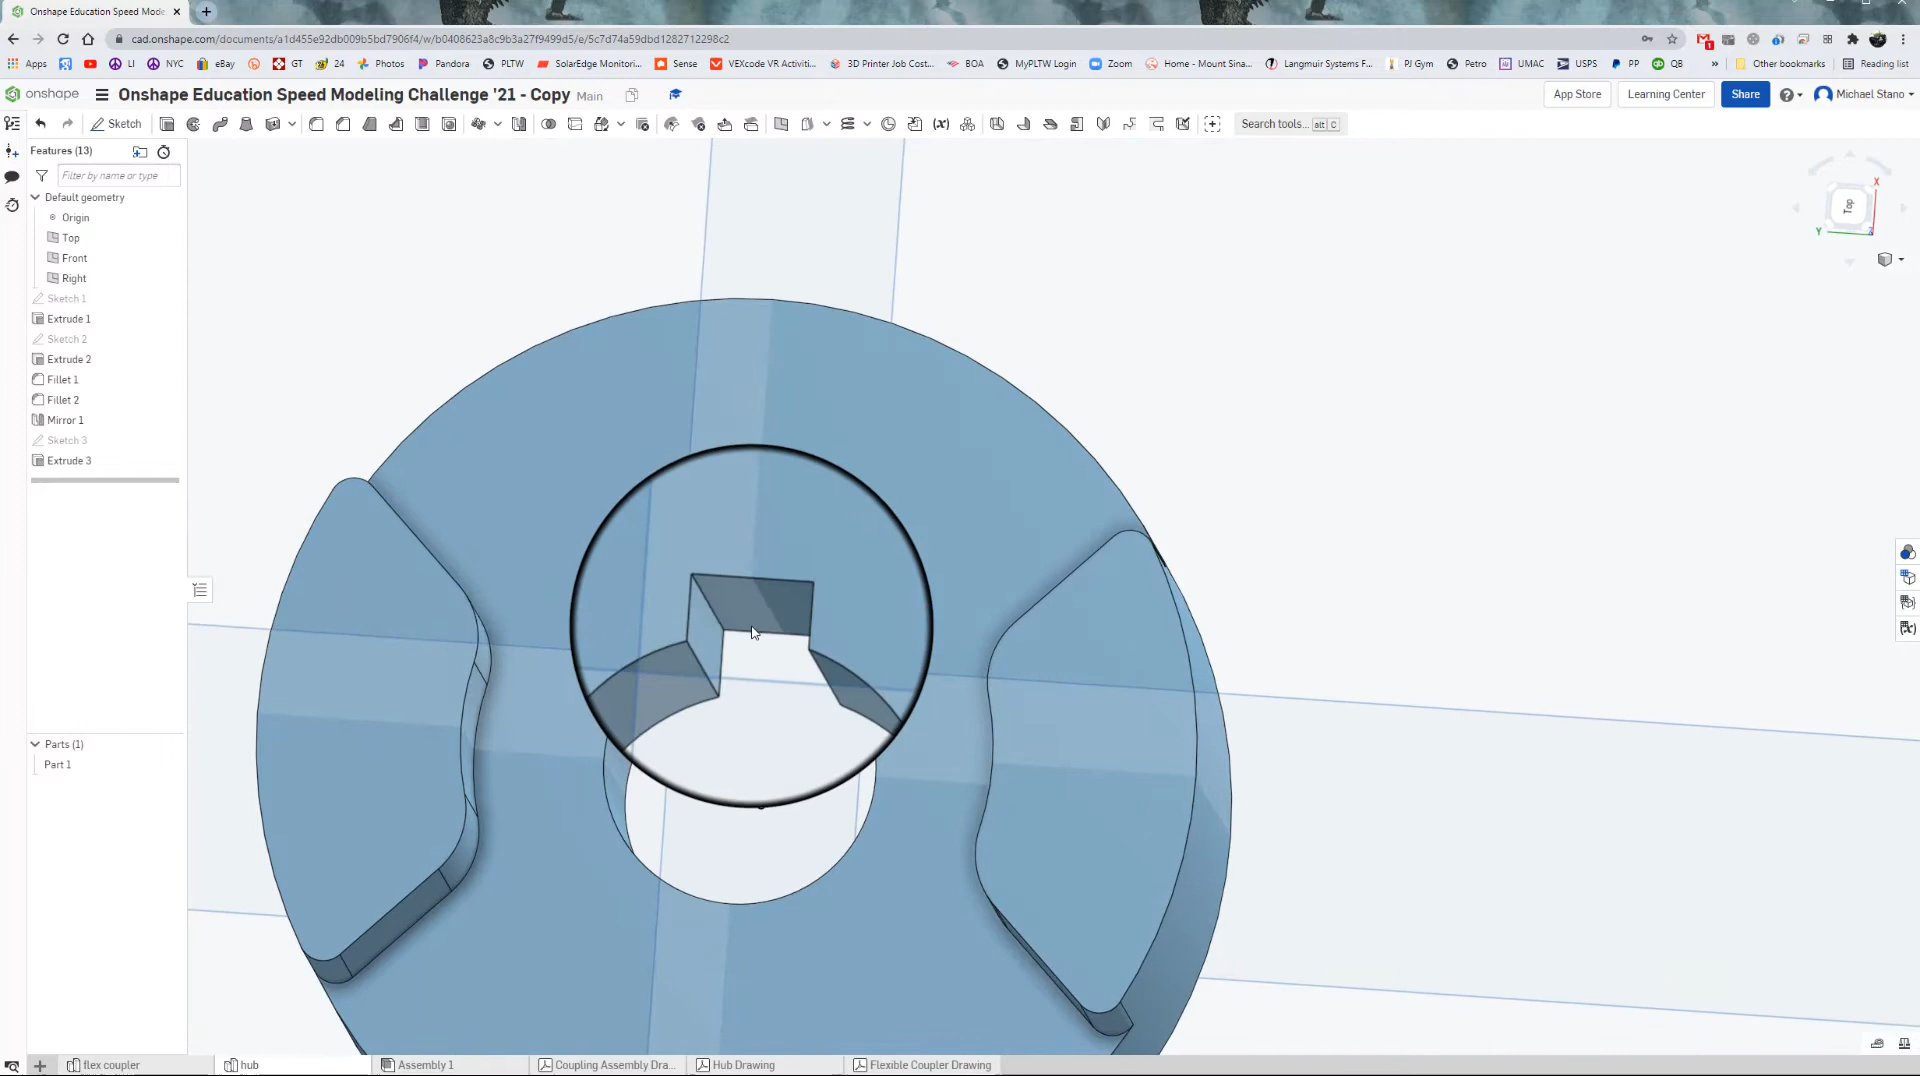 Onshape Education Speed Mode
cad.onshape.com/documents/a1d455e92db009b5bd7906f4/w/b0408623a8c9b3a27f9499d5/e/5c7d74a59dbd1282712298c2
Apps LI NYC eBay GT 24 Photos Pandora PLTW SolarEdge Monitori... Sense VEXcode VR Activiti... 3D Printer Job Cost... BOA MyPLTW Login Zoom Home - Mount Sina... Langmuir Systems F... PJ Gym Petro UMAC USPS PP QB » Other bookmarks Reading list
onshape Onshape Education Speed Modeling Challenge '21 - Copy Main App Store Learning Center Share Michael Stano
Sketch Search tools... alt C
Features (13)
Filter by name or type
Default geometry
Origin
Top
Front
Right
Sketch 1
Extrude 1
Sketch 2
Extrude 2
Fillet 1
Fillet 2
Mirror 1
Sketch 3
Extrude 3
X
Top
Y
Parts (1)
Part 1
flex coupler hub Assembly 1 Coupling Assembly Dra... Hub Drawing Flexible Coupler Drawing